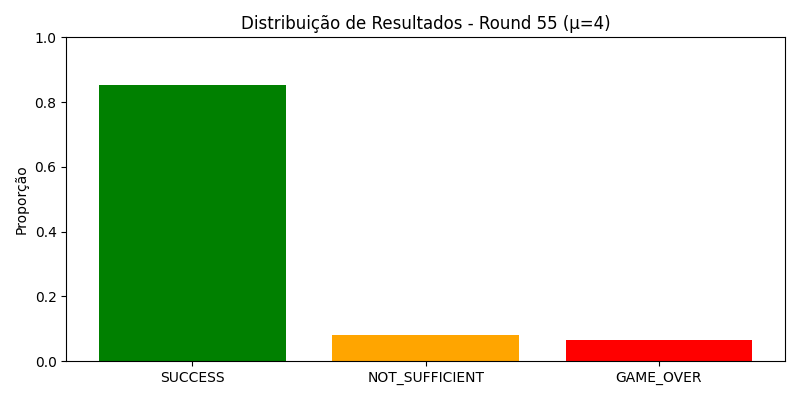 Distribuição de Resultados - Round 55 (μ=4)
Proporção
1.0
0.8
0.6
0.4
0.2
0.0
SUCCESS
NOT_SUFFICIENT
GAME_OVER